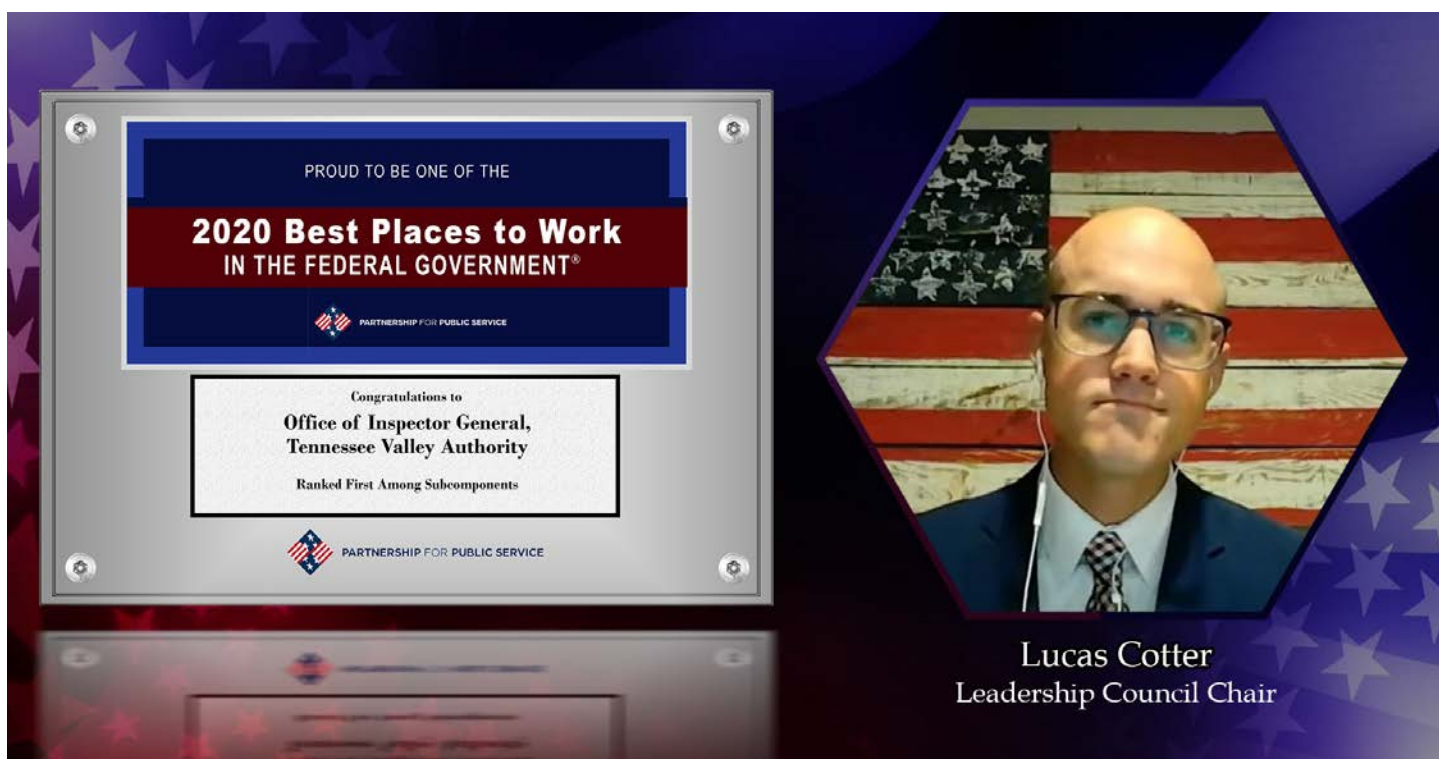 PROUD TO BE ONE OF THE
2020 Best Places to Work
IN THE FEDERAL GOVERNMENT®
PARTNERSHIP FOR PUBLIC SERVICE
Congratulations to
Office of Inspector General,
Tennessee Valley Authority
Ranked First Among Subcomponents
PARTNERSHIP FOR PUBLIC SERVICE
Lucas Cotter
Leadership Council Chair